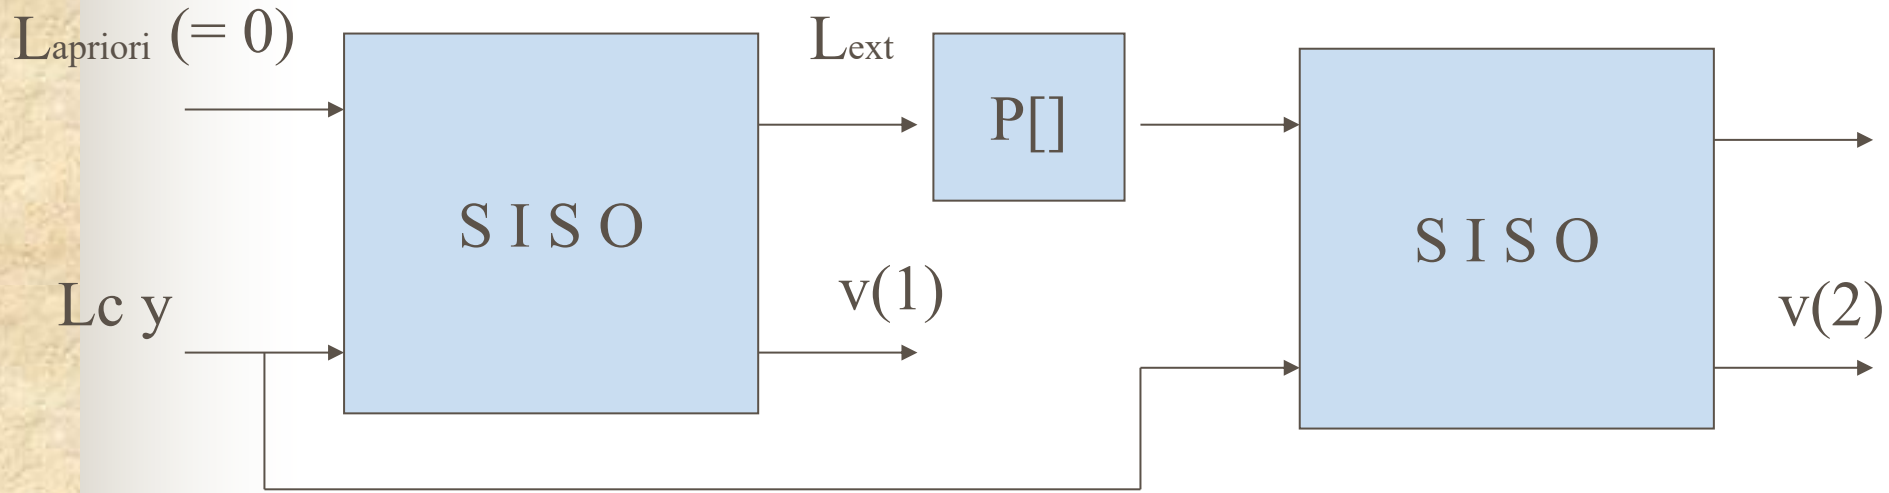 Lapriori (= 0)
Lext
P[]
S I S O
S I S O
Lc y
v(1)
v(2)